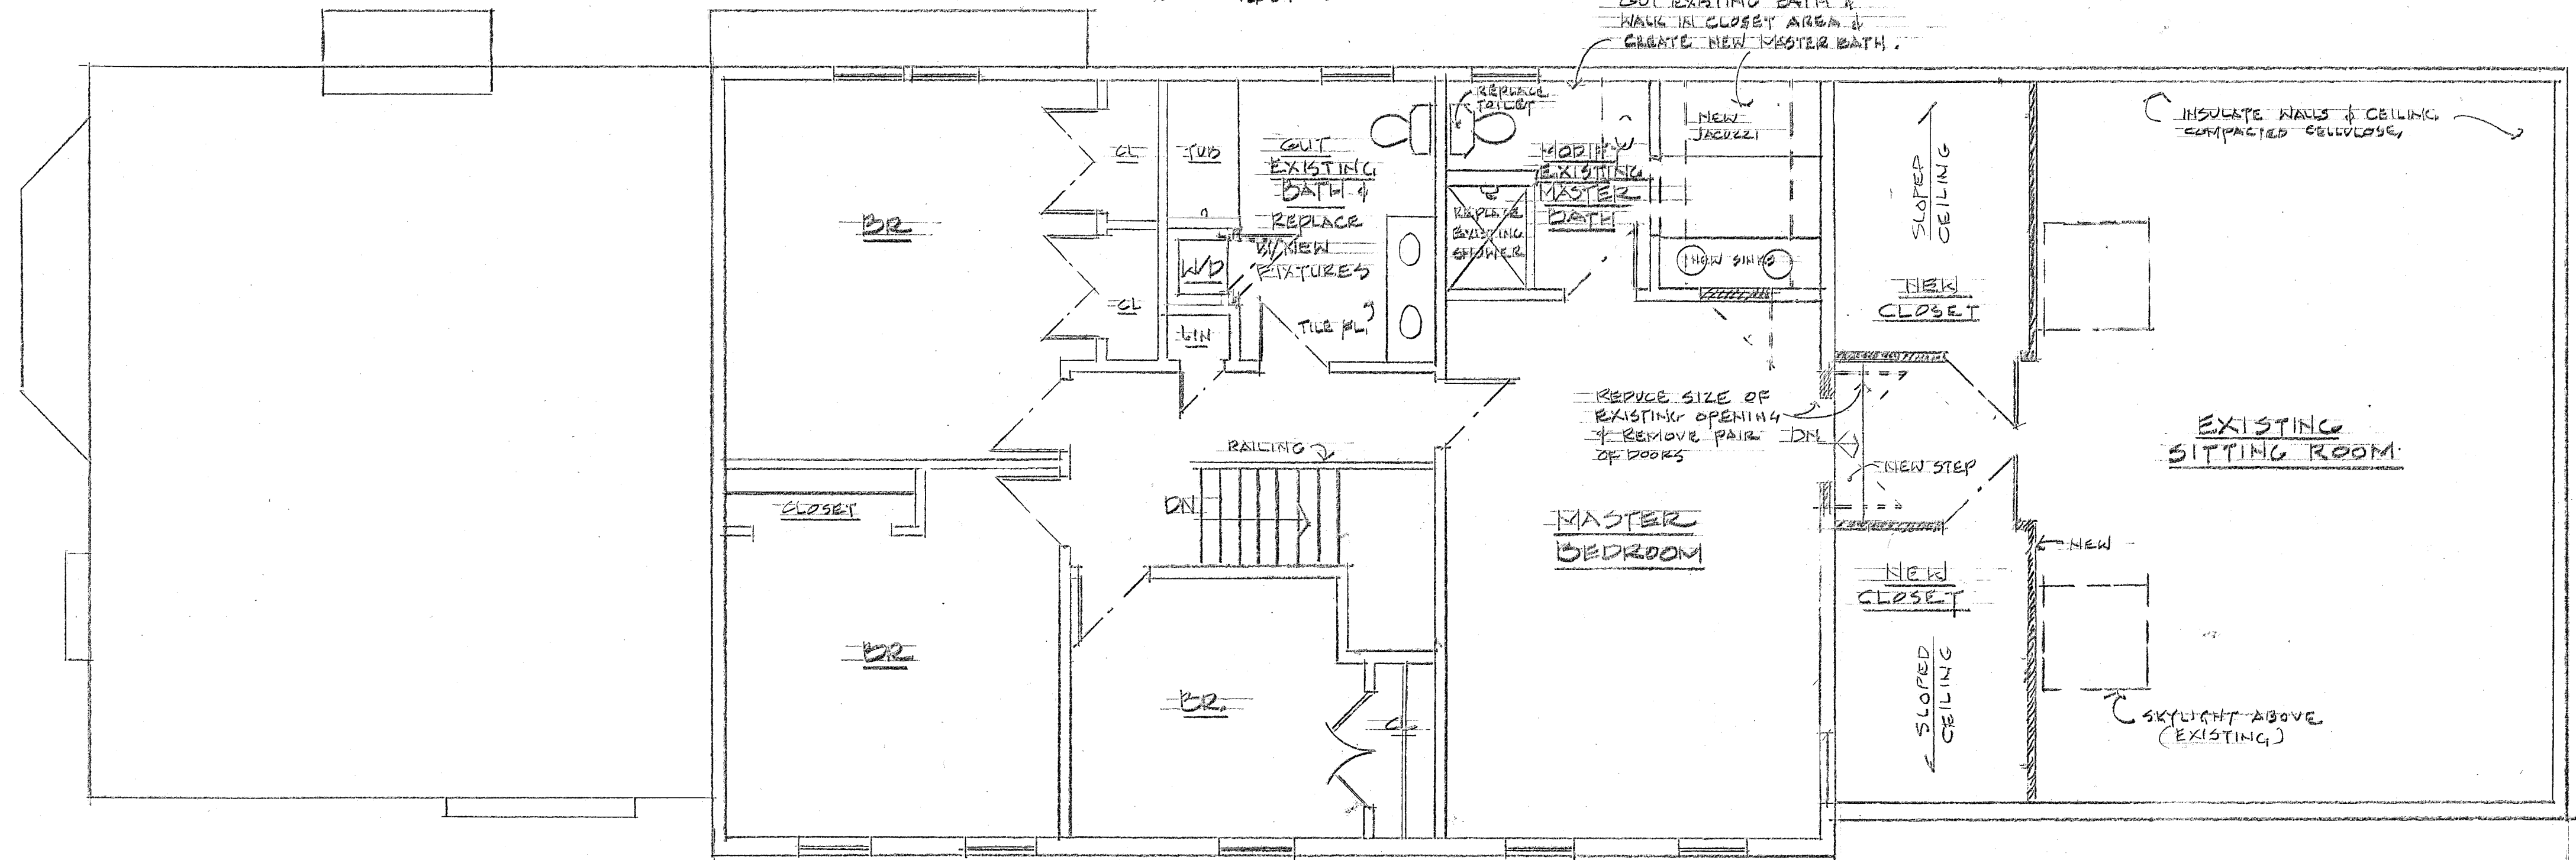 GUT EXISTING BATH &
WALK IN CLOSET AREA &
CREATE NEW MASTER BATH.
REPLACE
TOILET
NEW
JACUZZI
INSULATE WALLS & CEILING
COMPACTED CELLULOSE
CL
TUB
GUT
EXISTING
BATH &
REPLACE
W/NEW
FIXTURES
EXISTING
MASTER
BATH
REPLACE
EXISTING
SHOWER
SLOPED
CEILING
BR
W/D
NEW SINKS
CL
NEW
CLOSET
LIN
TILE FL.
REDUCE SIZE OF
EXISTING OPENING
& REMOVE PAIR
OF DOORS
DN
EXISTING
SITTING ROOM
RAILING
NEW STEP
CLOSET
DN
MASTER
BEDROOM
NEW
NEW
CLOSET
BR
BR.
CL
SLOPED
CEILING
SKYLIGHT ABOVE
(EXISTING)